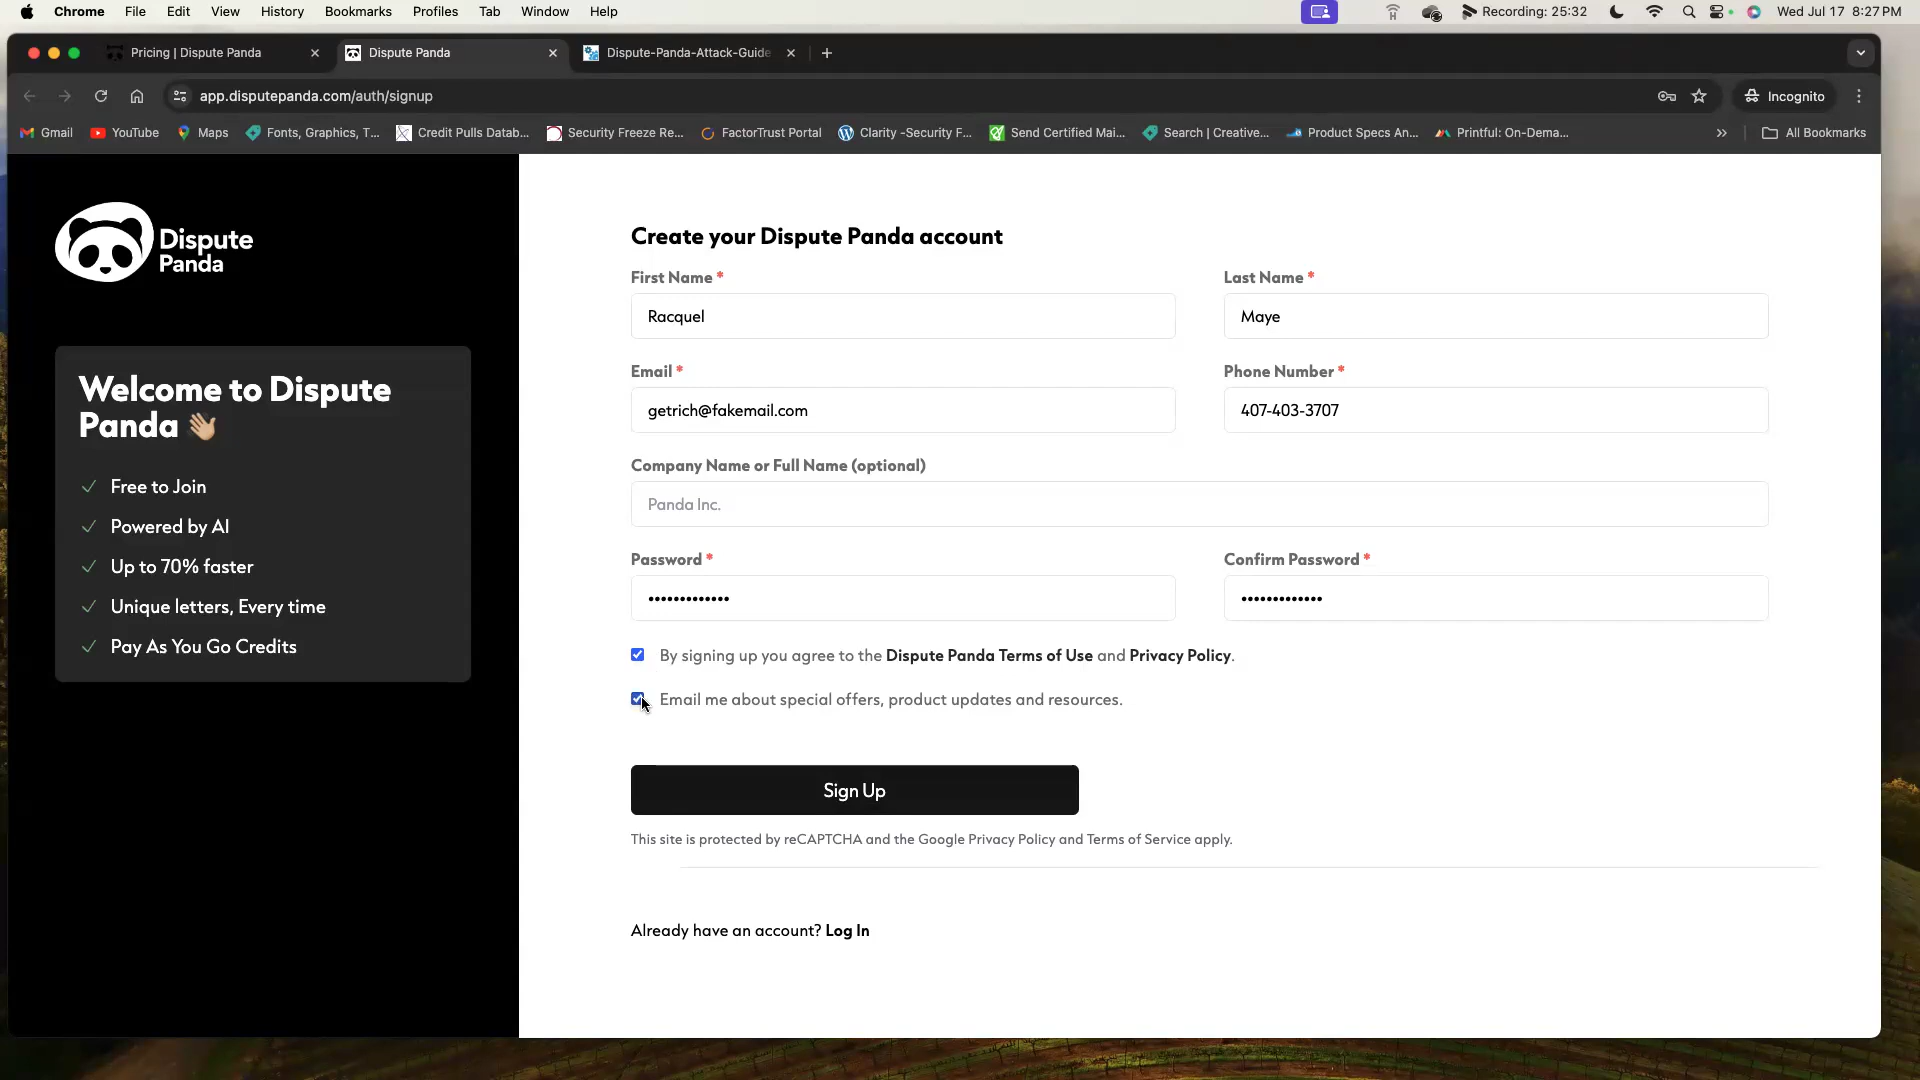 Chrome File Edit View History Bookmarks Profiles Tab Window Help Recording: 25:32 Wed Jul 17 8:27 PM
Pricing | Dispute Panda Dispute Panda Dispute-Panda-Attack-Guide
app.disputepanda.com/auth/signup Incognito
Gmail YouTube Maps Fonts, Graphics, T... Credit Pulls Datab... Security Freeze Re... FactorTrust Portal Clarity -Security F... Send Certified Mai... Search | Creative... Product Specs An... Printful: On-Dema... » All Bookmarks
Dispute
Panda
Welcome to Dispute
Panda 👋🏼
Free to Join
Powered by AI
Up to 70% faster
Unique letters, Every time
Pay As You Go Credits
Create your Dispute Panda account
First Name * Last Name *
Racquel Maye
Email * Phone Number *
getrich@fakemail.com 407-403-3707
Company Name or Full Name (optional)
Panda Inc.
Password * Confirm Password *
••••••••••••• •••••••••••••
By signing up you agree to the Dispute Panda Terms of Use and Privacy Policy.
Email me about special offers, product updates and resources.
Sign Up
This site is protected by reCAPTCHA and the Google Privacy Policy and Terms of Service apply.
Already have an account? Log In